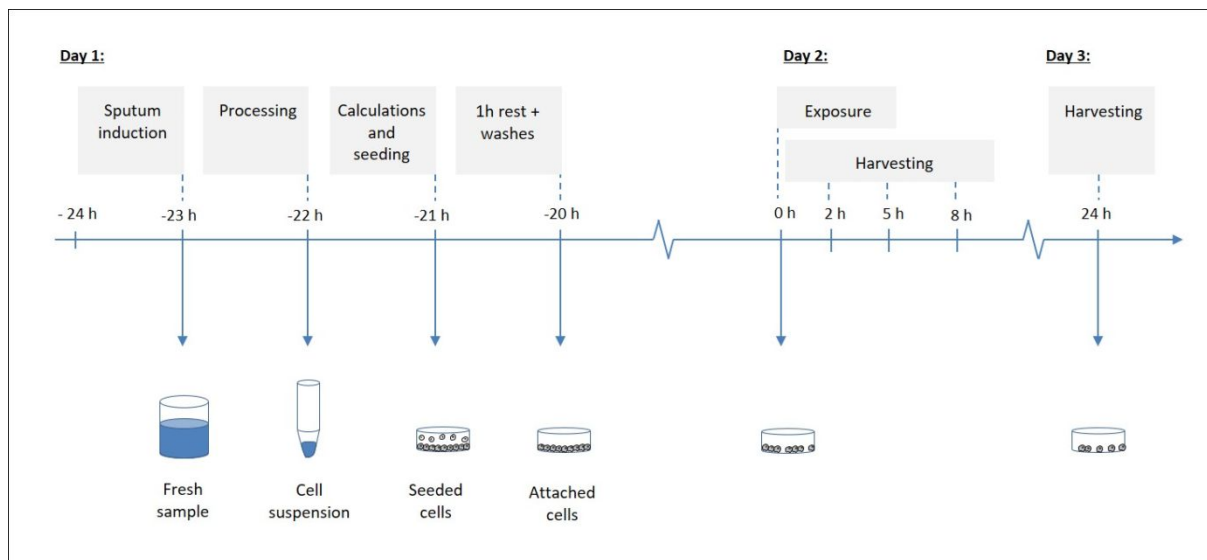 Day 1:
Day 2:
Day 3:
Sputum
induction
Processing
Calculations
and
seeding
1h rest +
washes
Exposure
Harvesting
Harvesting
- 24 h
-23 h
-22 h
-21 h
-20 h
0 h
2 h
5 h
8 h
24 h
Fresh
sample
Cell
suspension
Seeded
cells
Attached
cells